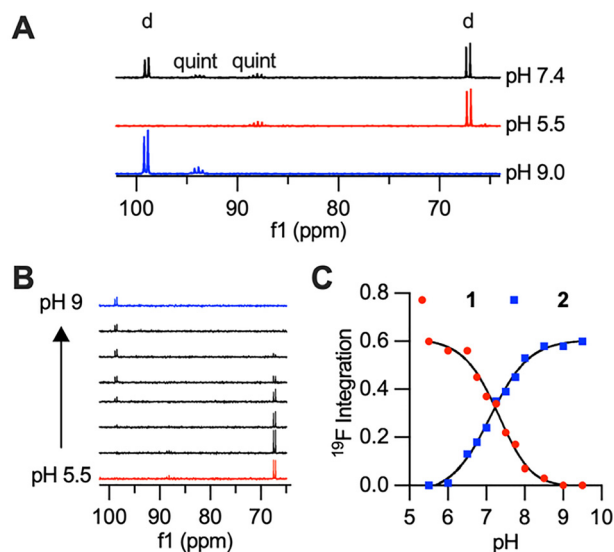 A
d
d
quint
quint
pH 7.4
pH 5.5
pH 9.0
100
90
80
70
f1 (ppm)
B
pH 9
pH 5.5
100
90
80
70
f1 (ppm)
C
1
2
0.8
0.6
0.4
0.2
0.0
¹⁹F Integration
5
6
7
8
9
10
pH